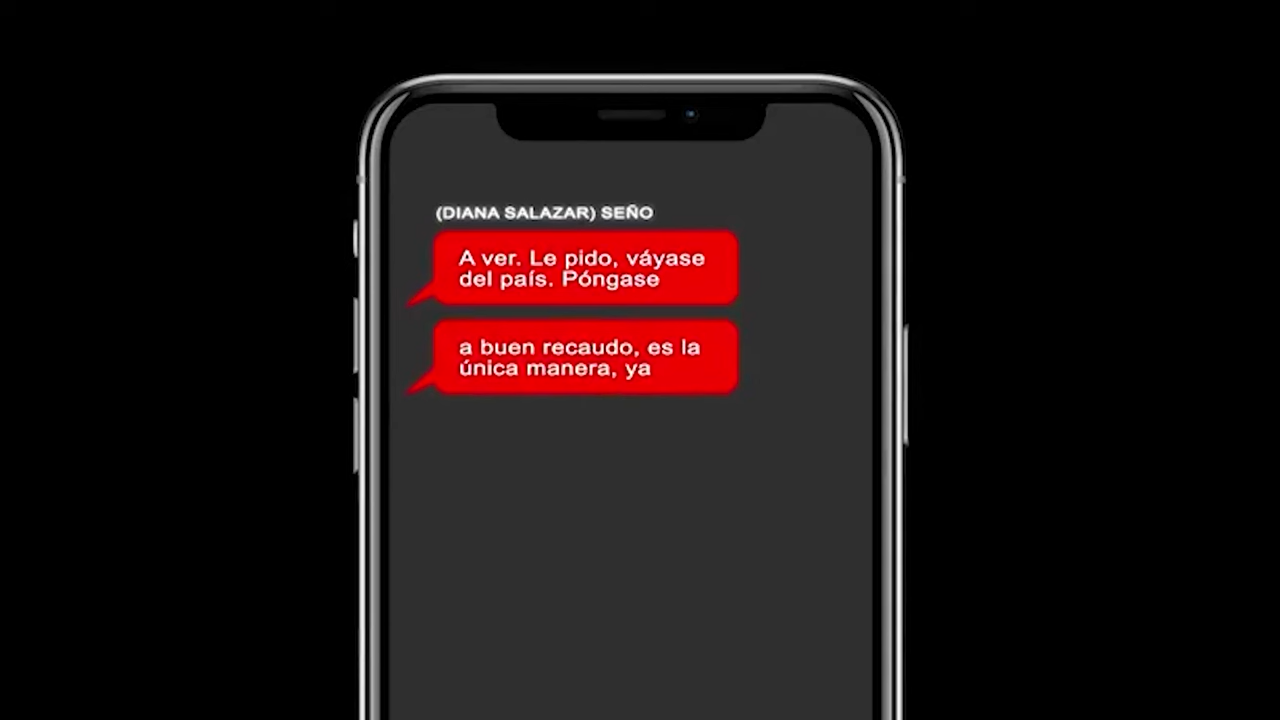 (DIANA SALAZAR) SEÑO
A ver. Le pido, váyase
del país. Póngase
a buen recaudo, es la
única manera, ya